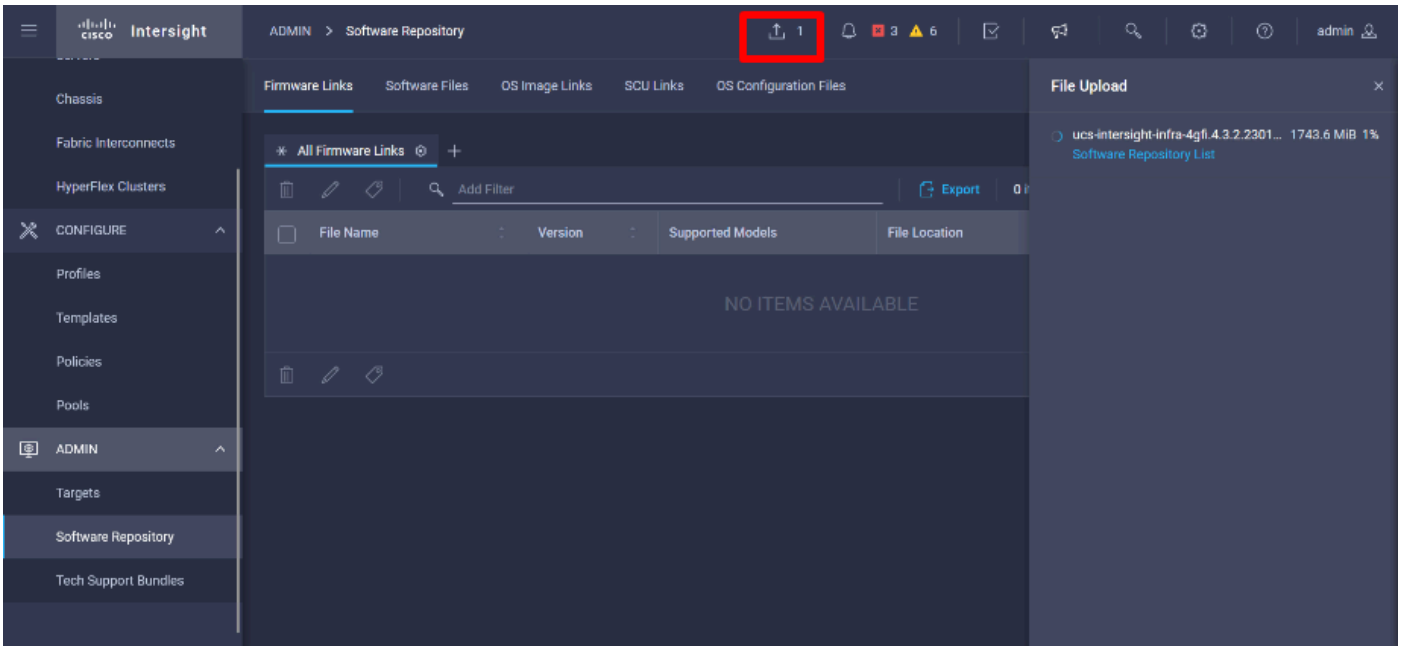 cisco Intersight
ADMIN > Software Repository
1
3
6
admin
Chassis
Fabric Interconnects
HyperFlex Clusters
CONFIGURE
Profiles
Templates
Policies
Pools
ADMIN
Targets
Software Repository
Tech Support Bundles
Firmware Links Software Files OS Image Links SCU Links OS Configuration Files
All Firmware Links
Add Filter Export 0
File Name Version Supported Models File Location
NO ITEMS AVAILABLE
File Upload
ucs-intersight-infra-4gfi.4.3.2.2301... 1743.6 MiB 1%
Software Repository List